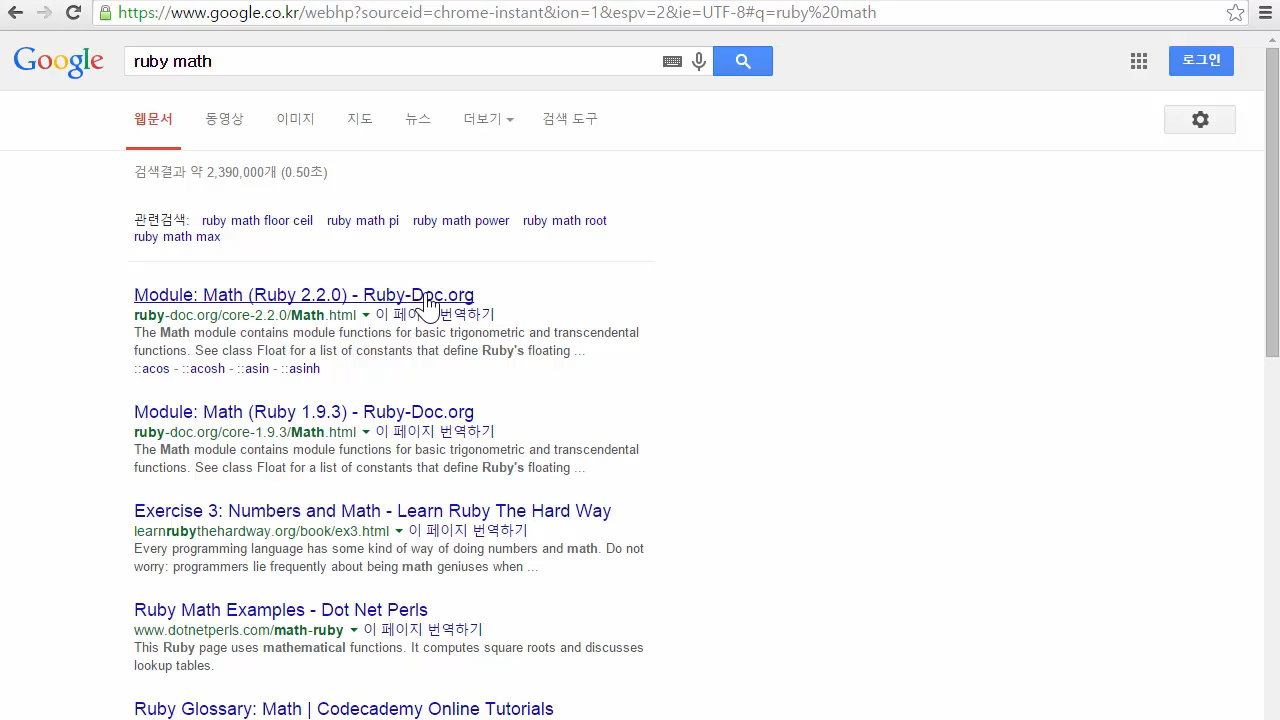 https://www.google.co.kr/webhp?sourceid=chrome-instant&ion=1&espv=2&ie=UTF-8#q=ruby%20math
Google
ruby math
로그인
웹문서 동영상 이미지 지도 뉴스 더보기 검색 도구
검색결과 약 2,390,000개 (0.50초)
관련검색: ruby math floor ceil ruby math pi ruby math power ruby math root
ruby math max
Module: Math (Ruby 2.2.0) - Ruby-Doc.org
ruby-doc.org/core-2.2.0/Math.html 이 페이지 번역하기
The Math module contains module functions for basic trigonometric and transcendental
functions. See class Float for a list of constants that define Ruby's floating ...
::acos - ::acosh - ::asin - ::asinh
Module: Math (Ruby 1.9.3) - Ruby-Doc.org
ruby-doc.org/core-1.9.3/Math.html 이 페이지 번역하기
The Math module contains module functions for basic trigonometric and transcendental
functions. See class Float for a list of constants that define Ruby's floating ...
Exercise 3: Numbers and Math - Learn Ruby The Hard Way
learnrubythehardway.org/book/ex3.html 이 페이지 번역하기
Every programming language has some kind of way of doing numbers and math. Do not
worry: programmers lie frequently about being math geniuses when ...
Ruby Math Examples - Dot Net Perls
www.dotnetperls.com/math-ruby 이 페이지 번역하기
This Ruby page uses mathematical functions. It computes square roots and discusses
lookup tables.
Ruby Glossary: Math | Codecademy Online Tutorials